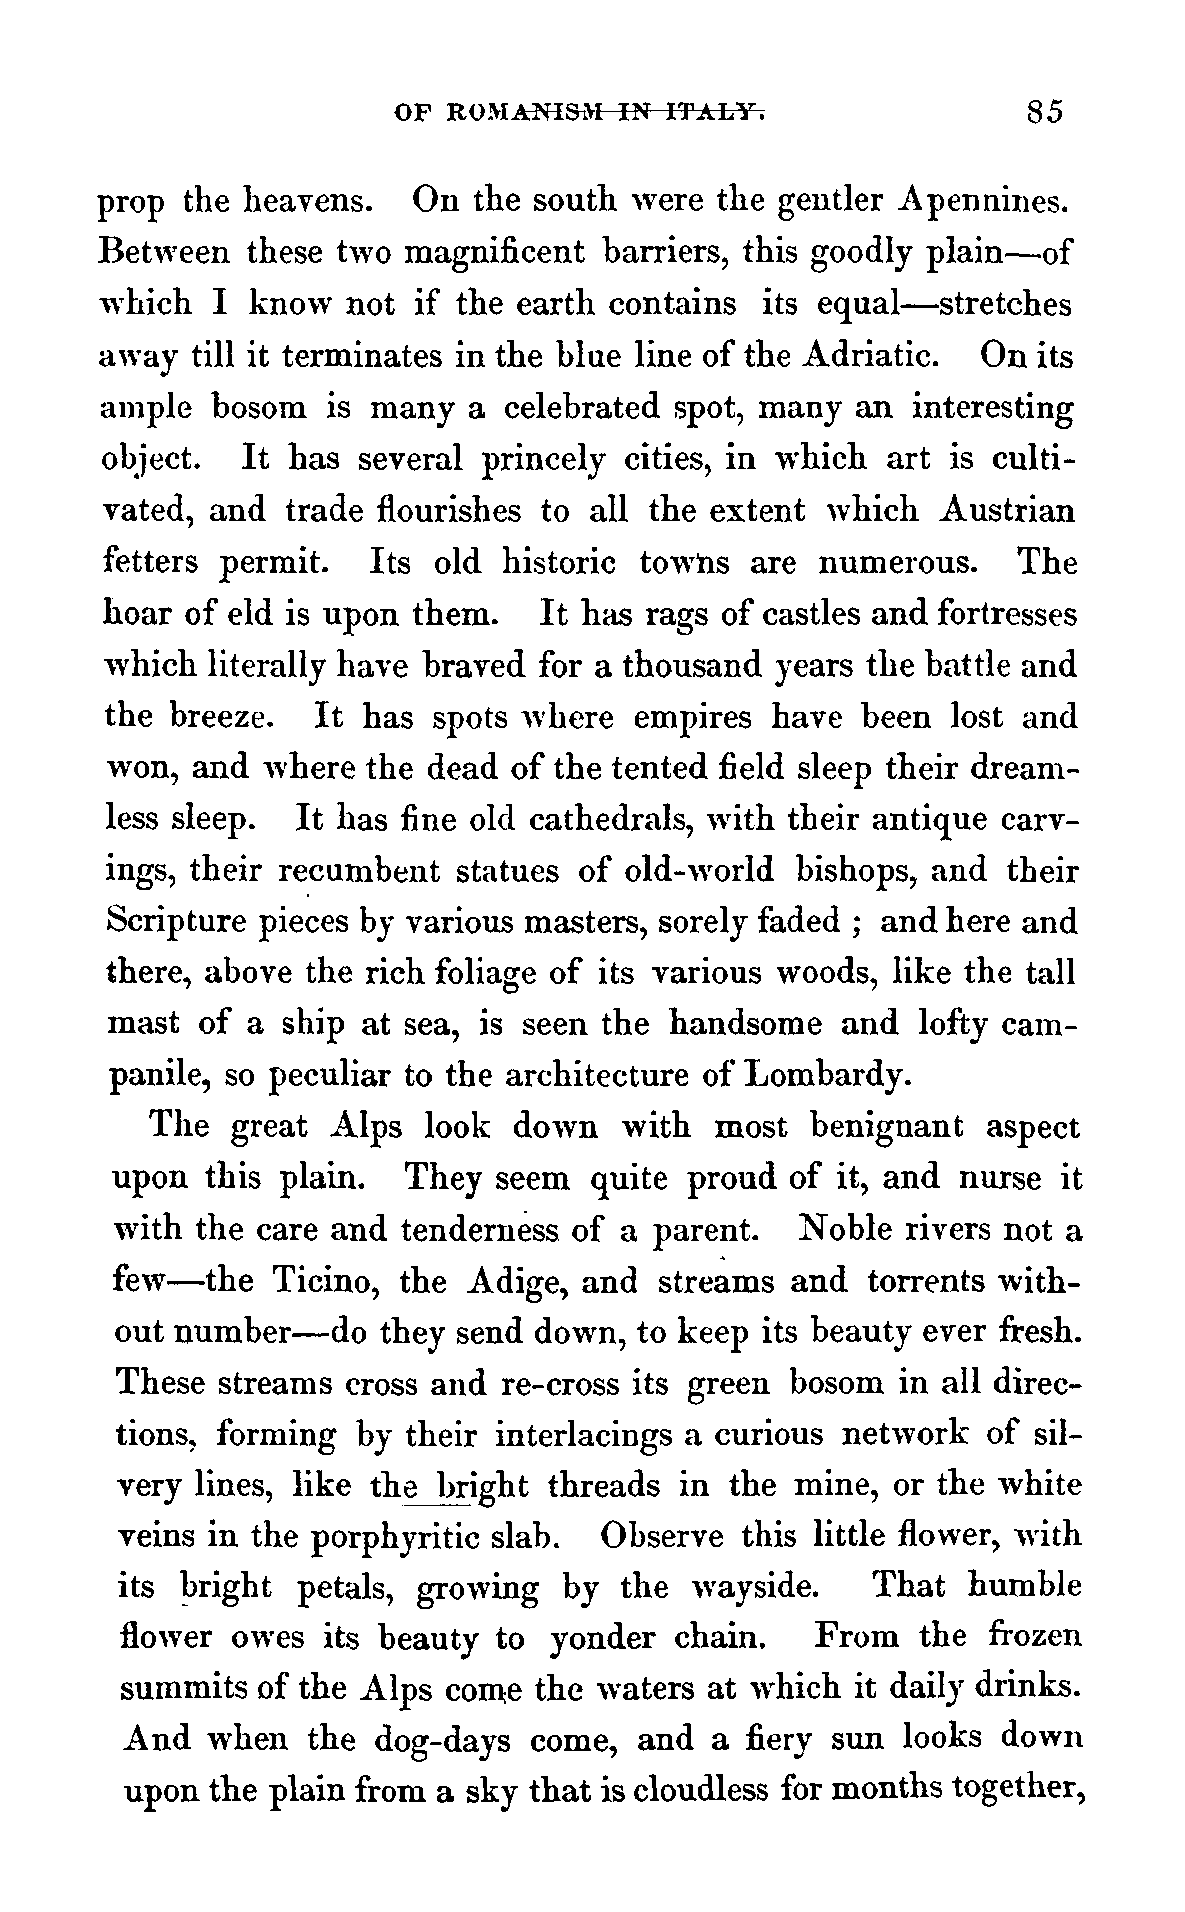 OF ROMANISM IN ITALY. 85
prop the heavens. On the south were the gentler Apennines.
Between these two magnificent barriers, this goodly plain—of
which I know not if the earth contains its equal—stretches
away till it terminates in the blue line of the Adriatic. On its
ample bosom is many a celebrated spot, many an interesting
object. It has several princely cities, in which art is culti-
vated, and trade flourishes to all the extent which Austrian
fetters permit. Its old historic towns are numerous. The
hoar of eld is upon them. It has rags of castles and fortresses
which literally have braved for a thousand years the battle and
the breeze. It has spots where empires have been lost and
won, and where the dead of the tented field sleep their dream-
less sleep. It has fine old cathedrals, with their antique carv-
ings, their recumbent statues of old-world bishops, and their
Scripture pieces by various masters, sorely faded ; and here and
there, above the rich foliage of its various woods, like the tall
mast of a ship at sea, is seen the handsome and lofty cam-
panile, so peculiar to the architecture of Lombardy.
The great Alps look down with most benignant aspect
upon this plain. They seem quite proud of it, and nurse it
with the care and tenderness of a parent. Noble rivers not a
few—the Ticino, the Adige, and streams and torrents with-
out number—do they send down, to keep its beauty ever fresh.
These streams cross and re-cross its green bosom in all direc-
tions, forming by their interlacings a curious network of sil-
very lines, like the bright threads in the mine, or the white
veins in the porphyritic slab. Observe this little flower, with
its bright petals, growing by the wayside. That humble
flower owes its beauty to yonder chain. From the frozen
summits of the Alps come the waters at which it daily drinks.
And when the dog-days come, and a fiery sun looks down
upon the plain from a sky that is cloudless for months together,